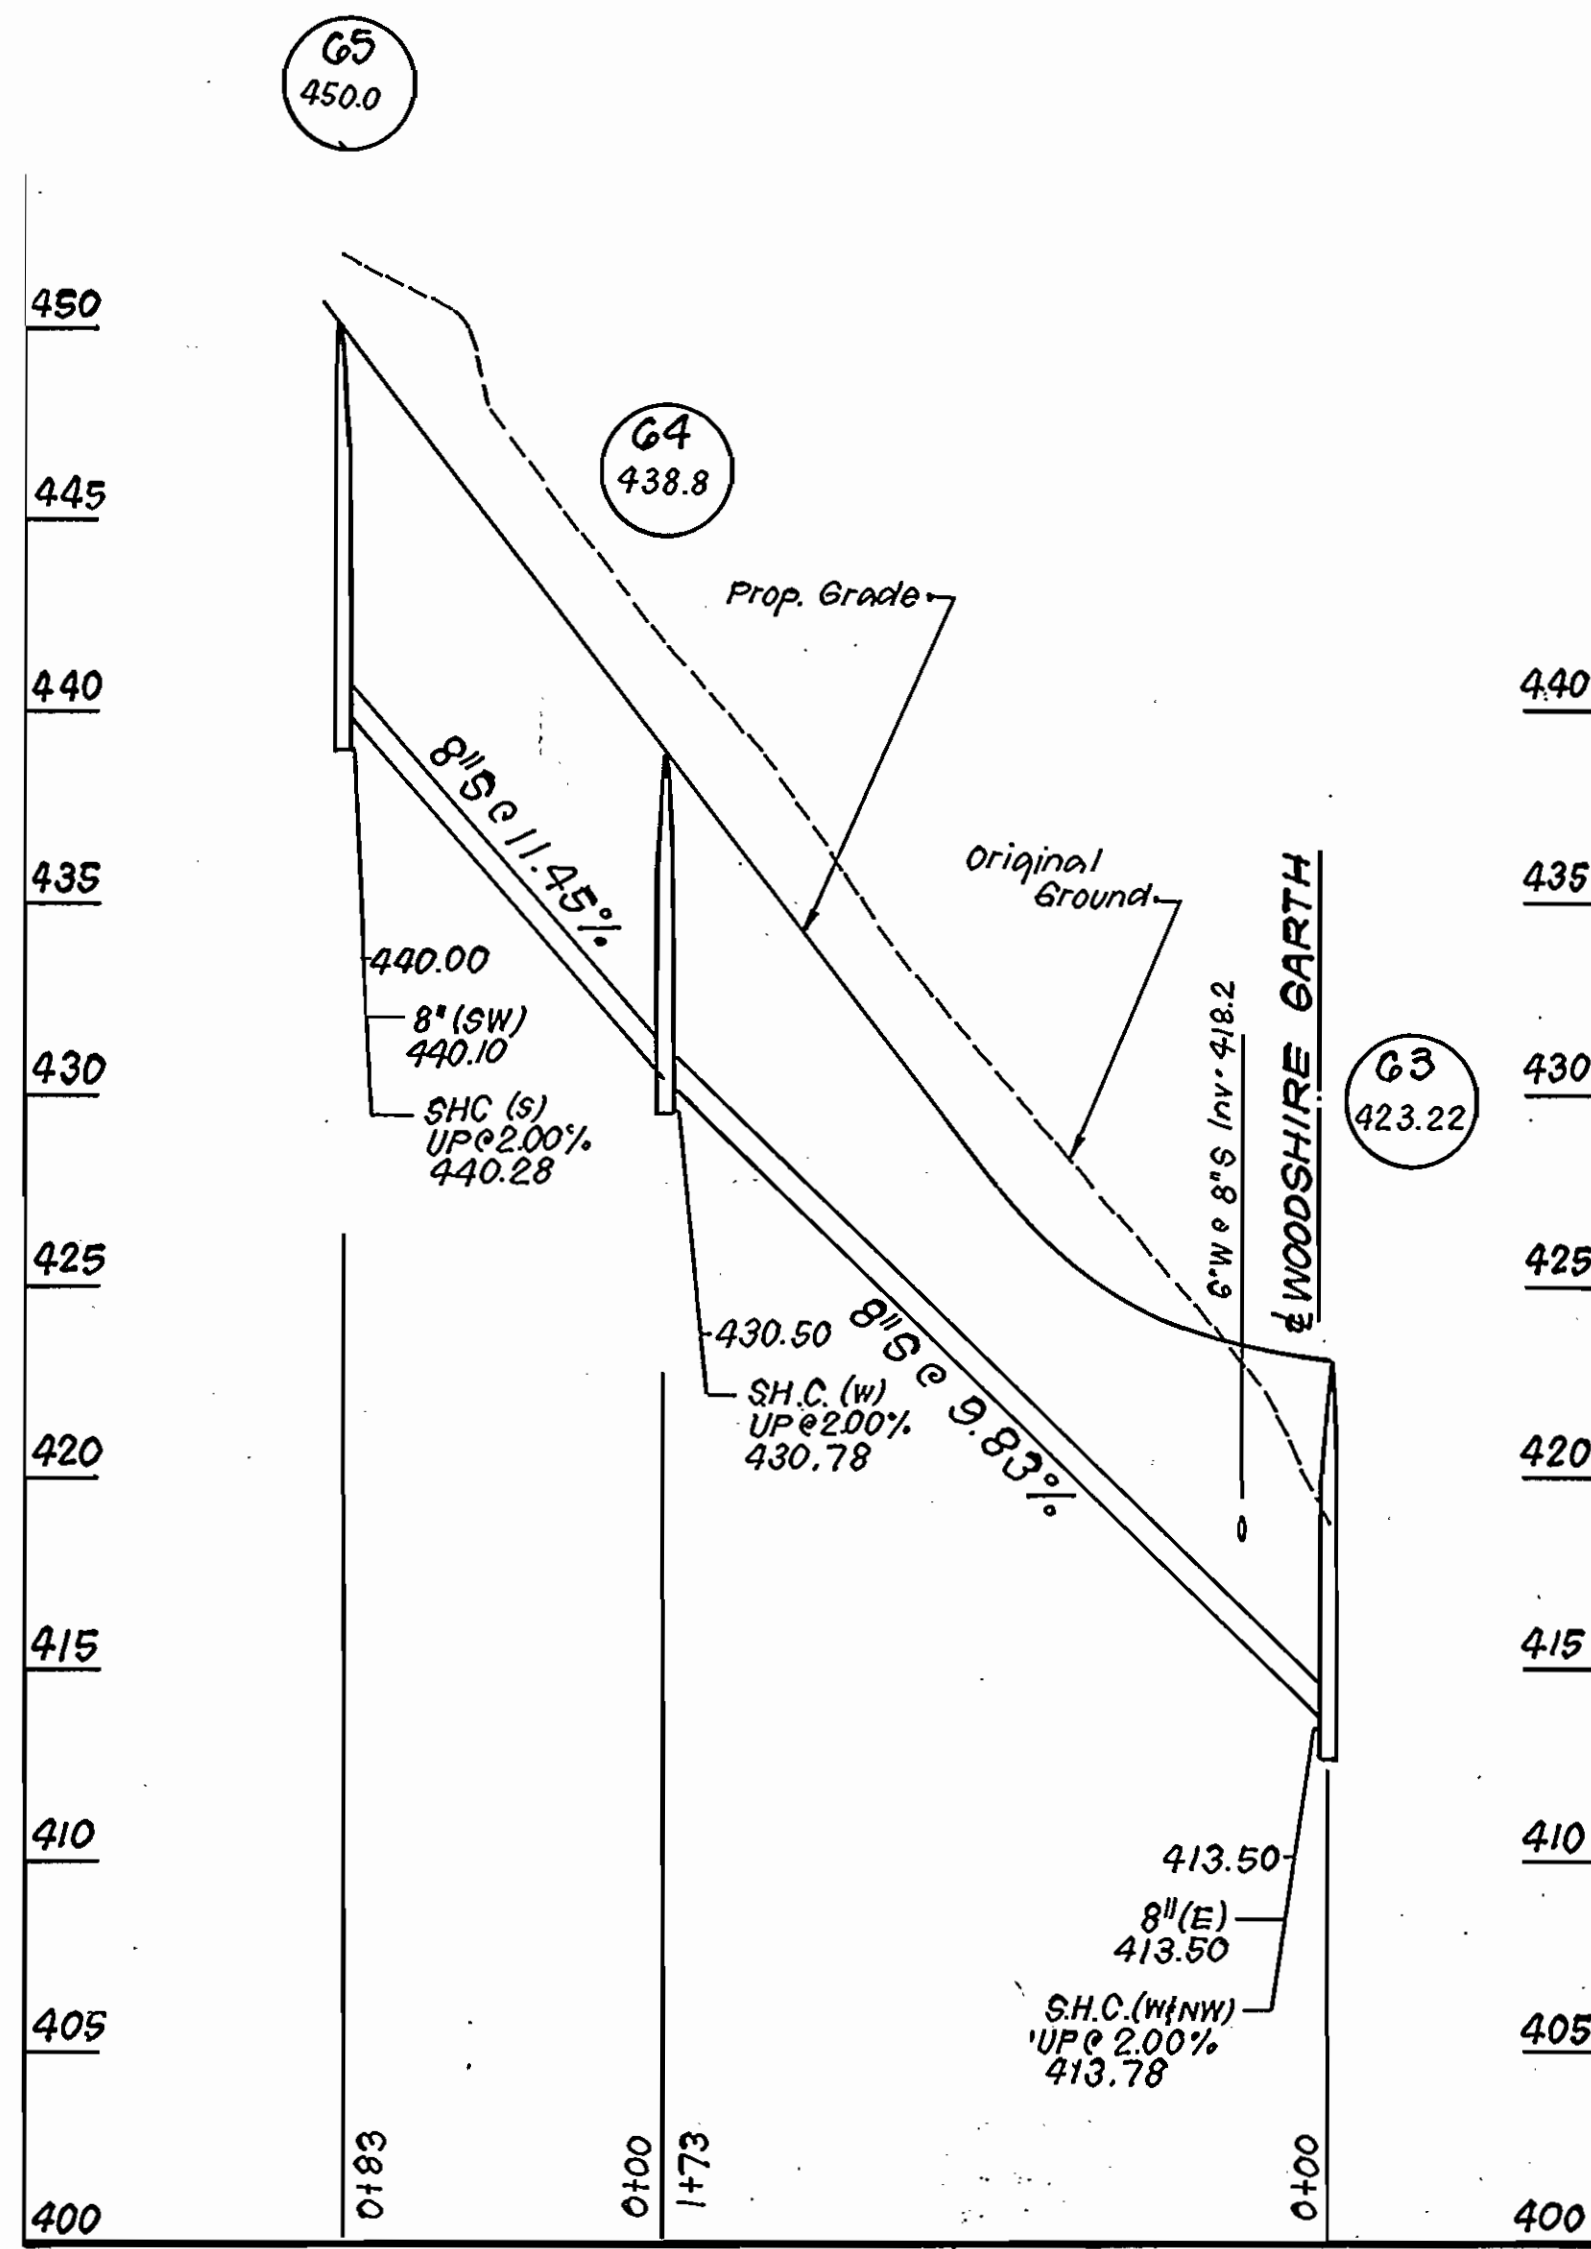 65
450.0
450
64
438.8
445
Prop. Grade
440
440
8"S @ 11.45%
Original
Ground
435
435
440.00
8" (SW)
440.10
SHC (S)
UP @ 2.00%
440.28
6"W @ 8"S Inv. 418.2
℄ WOODSHIRE GARTH
63
423.22
430
430
425
425
430.50
S.H.C. (W)
UP @ 2.00%
430.78
8"S @ 9.83%
420
420
415
415
410
410
413.50
8" (E)
413.50
S.H.C. (W&NW)
UP @ 2.00%
413.78
405
405
0+83
0+00
1+73
0+00
400
400